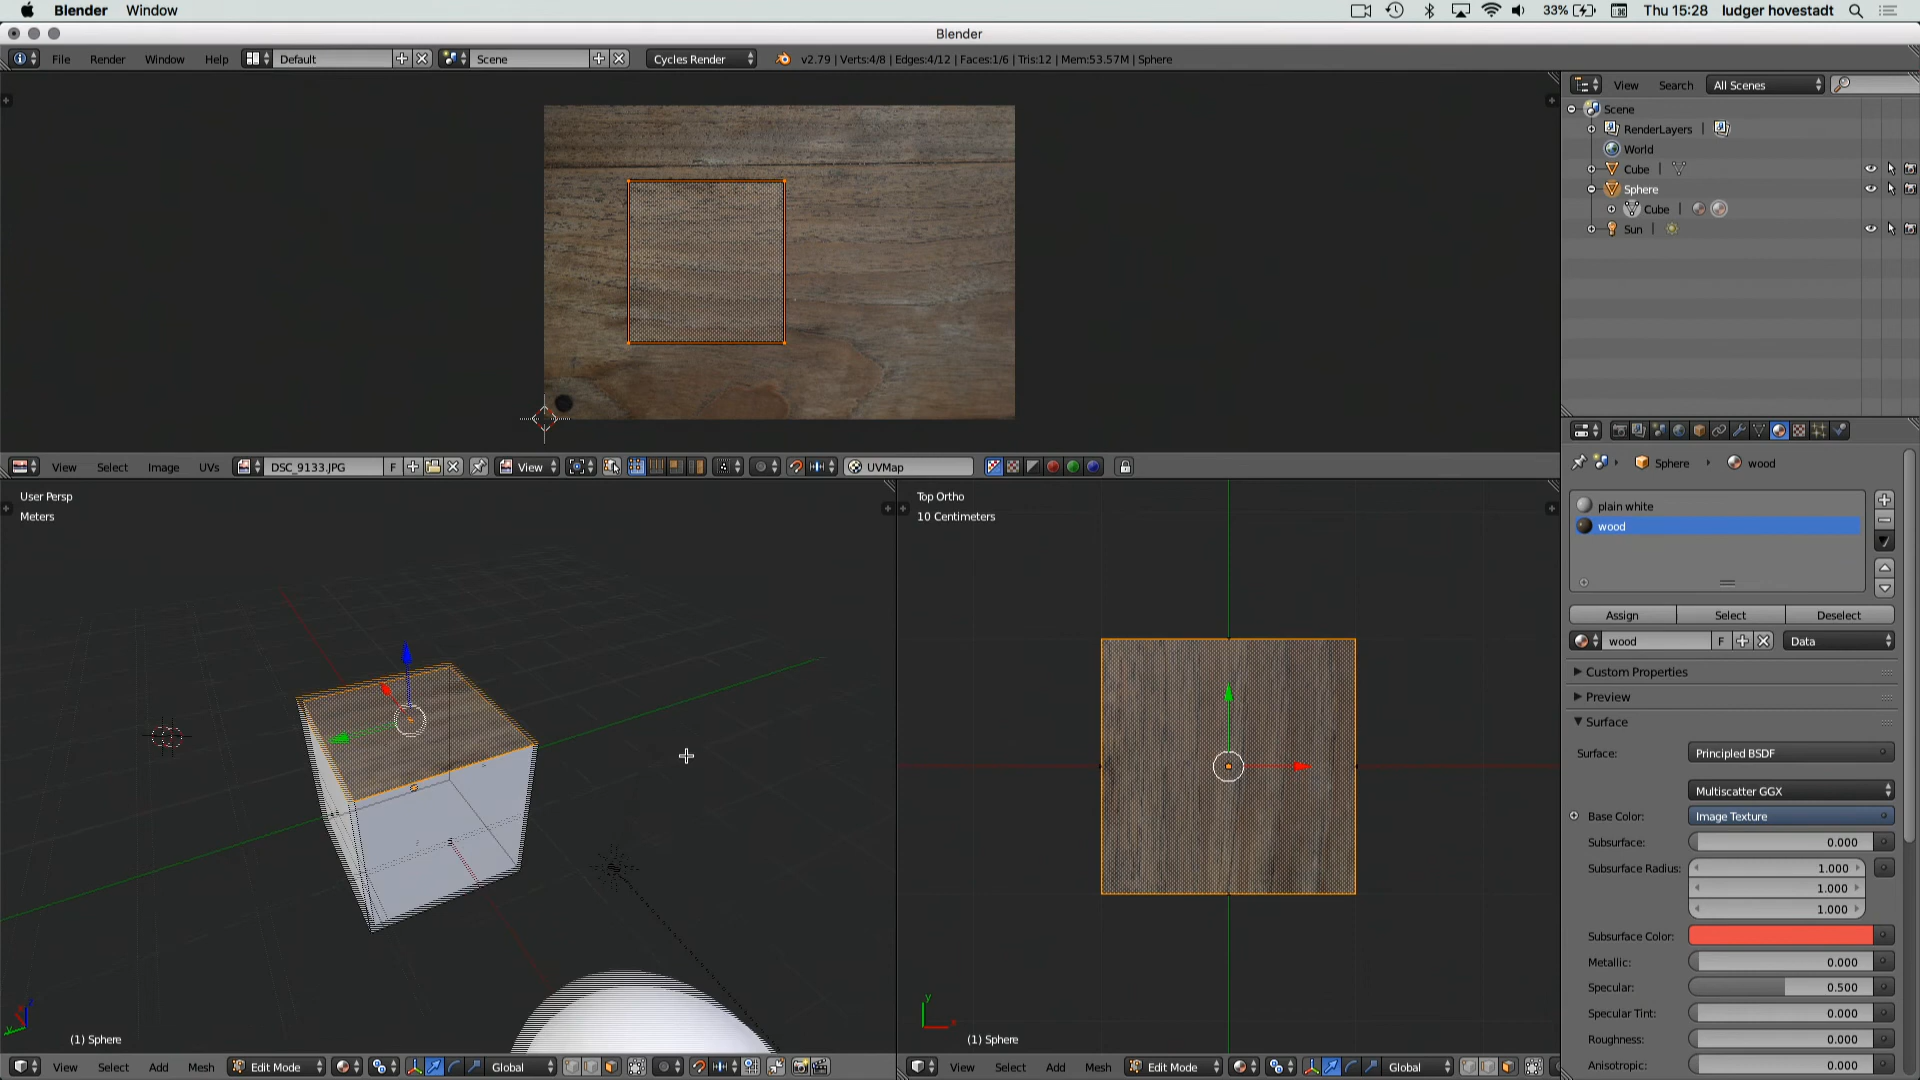 Blender Window 33% Thu 15:28 ludger hovestadt
Blender
File Render Window Help Default Scene Cycles Render v2.79 | Verts:4/8 | Edges:4/12 | Faces:1/6 | Tris:12 | Mem:53.57M | Sphere
View Search All Scenes
Scene
RenderLayers |
World
Cube |
Sphere
Cube |
Sun |
View Select Image UVs DSC_9133.JPG F View UVMap
Sphere wood
User Persp
Meters
Top Ortho
10 Centimeters
plain white
wood
Assign Select Deselect
wood F Data
Custom Properties
Preview
Surface
Surface: Principled BSDF
Multiscatter GGX
Base Color: Image Texture
Subsurface: 0.000
Subsurface Radius: 1.000
1.000
1.000
Subsurface Color:
Metallic: 0.000
Specular: 0.500
Specular Tint: 0.000
Roughness: 0.000
Anisotropic: 0.000
(1) Sphere
(1) Sphere
View Select Add Mesh Edit Mode Global
View Select Add Mesh Edit Mode Global